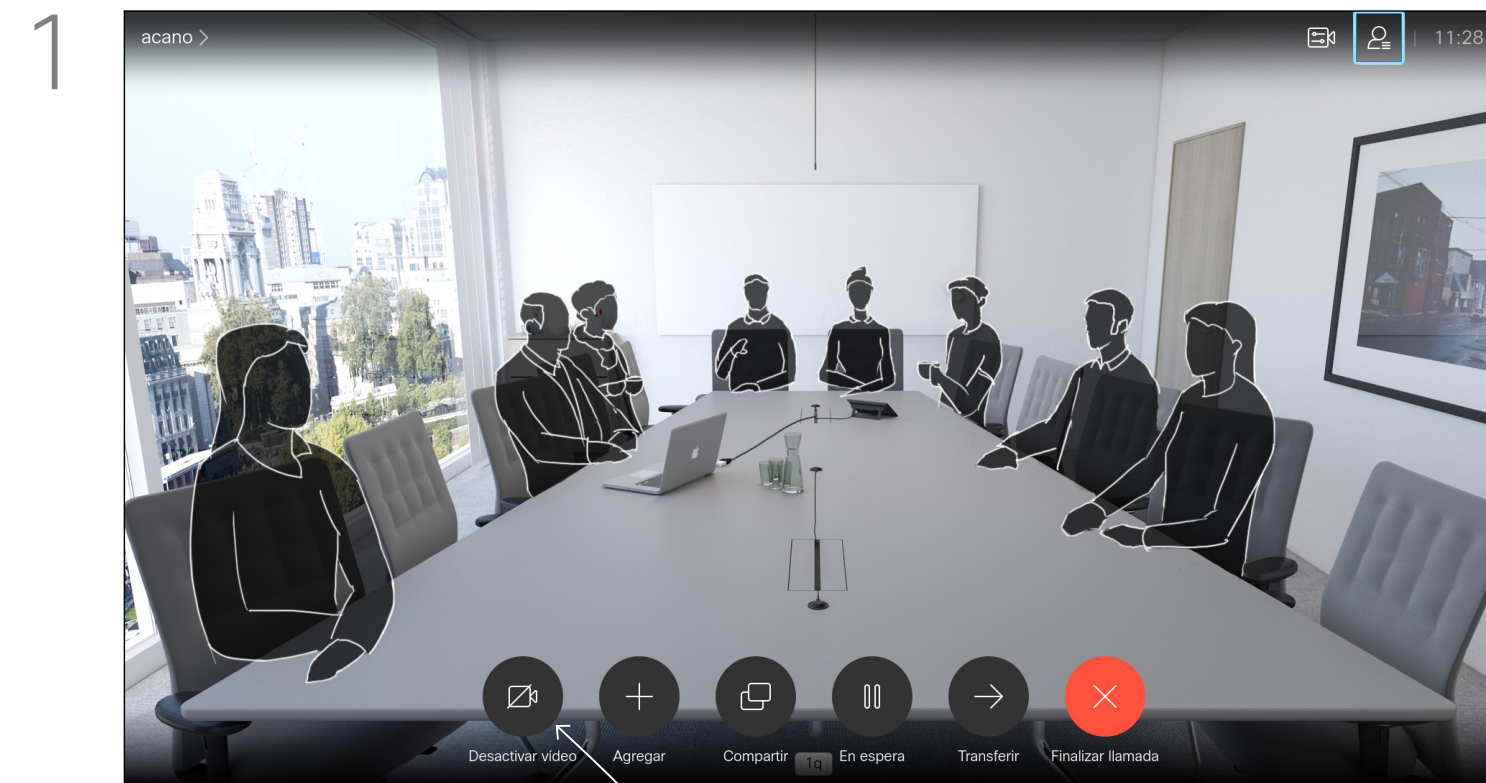 1
acano
11:28
Desactivar vídeo
Agregar
Compartir
1q
En espera
Transferir
Finalizar llamada